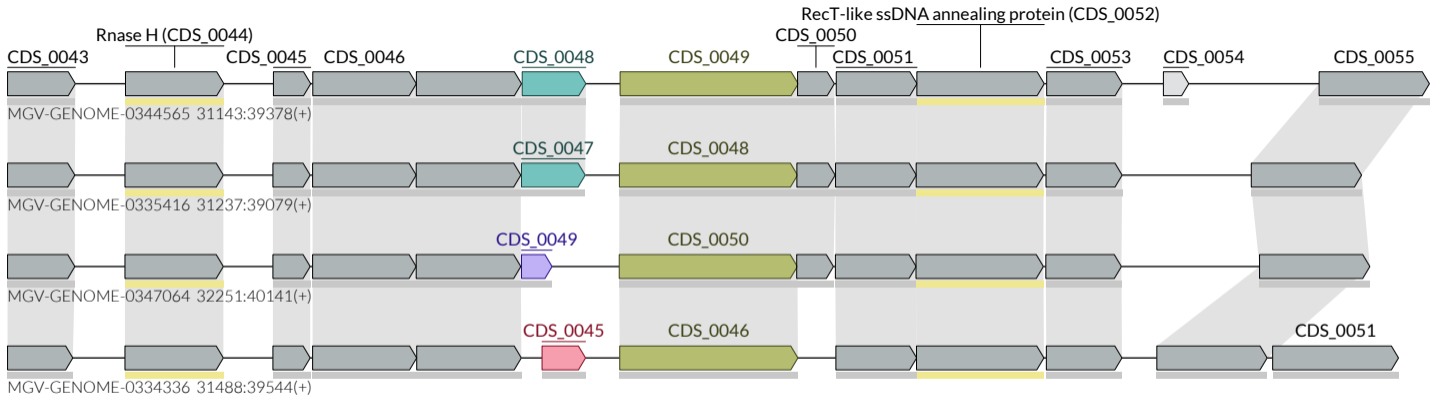 RecT-like ssDNA annealing protein (CDS_0052)
Rnase H (CDS_0044) CDS_0050
CDS_0043 CDS_0045 CDS_0046 CDS_0048 CDS_0049 CDS_0051 CDS_0053 CDS_0054 CDS_0055
MGV-GENOME-0344565 31143:39378(+)
CDS_0047 CDS_0048
MGV-GENOME-0335416 31237:39079(+)
CDS_0049 CDS_0050
MGV-GENOME-0347064 32251:40141(+)
CDS_0045 CDS_0046 CDS_0051
MGV-GENOME-0334336 31488:39544(+)